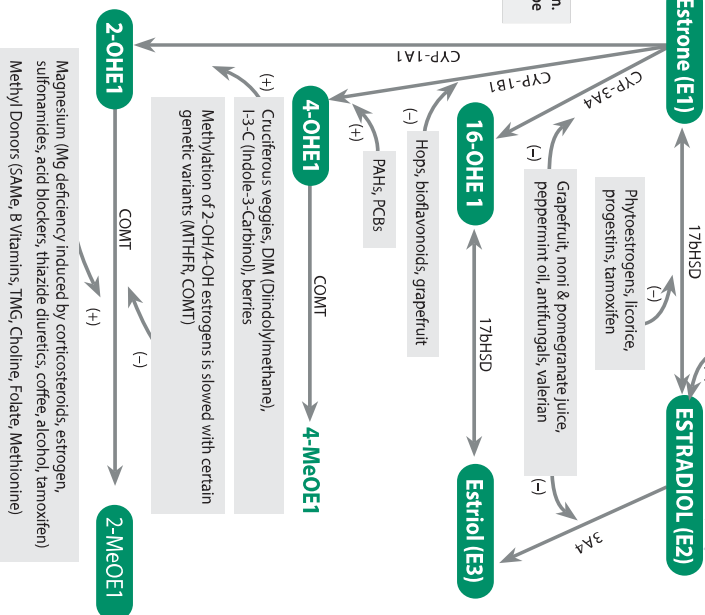 n.
be
Estrone (E1)
17bHSD
ESTRADIOL (E2)
Phytoestrogens, licorice,
progestins, tamoxifen
(–)
CYP-3A4
Grapefruit, noni & pomegranate juice,
peppermint oil, antifungals, valerian
(–)
(–)
3A4
16-OHE 1
17bHSD
Estriol (E3)
CYP-1B1
Hops, bioflavonoids, grapefruit
(–)
PAHs, PCBs
(+)
4-OHE1
COMT
4-MeOE1
CYP-1A1
Cruciferous veggies, DIM (Diindolylmethane),
I-3-C (Indole-3-Carbinol), berries
(+)
Methylation of 2-OH/4-OH estrogens is slowed with certain
genetic variants (MTHFR, COMT)
(–)
2-OHE1
COMT
2-MeOE1
(+)
Magnesium (Mg deficiency induced by corticosteroids, estrogen,
sulfonamides, acid blockers, thiazide diuretics, coffee, alcohol, tamoxifen)
Methyl Donors (SAMe, B Vitamins, TMG, Choline, Folate, Methionine)